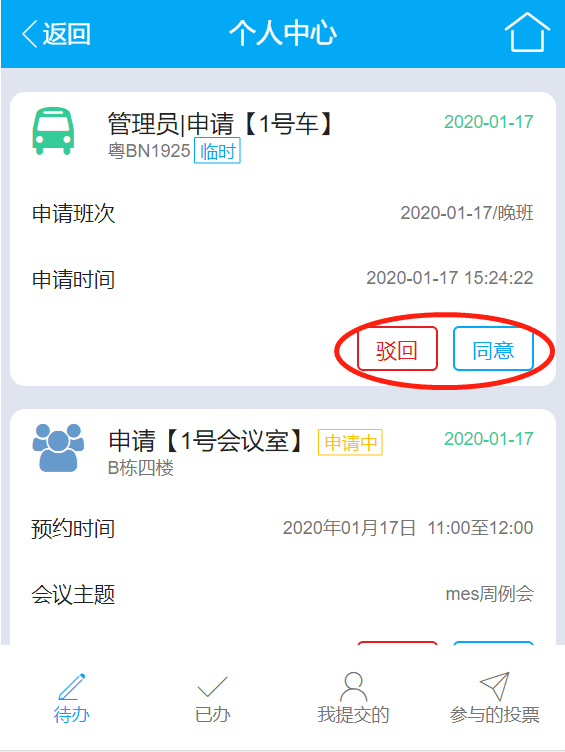 返回 个人中心
管理员|申请【1号车】 2020-01-17
粤BN1925 临时
申请班次 2020-01-17/晚班
申请时间 2020-01-17 15:24:22
驳回 同意
申请【1号会议室】 申请中 2020-01-17
B栋四楼
预约时间 2020年01月17日 11:00至12:00
会议主题 mes周例会
待办 已办 我提交的 参与的投票